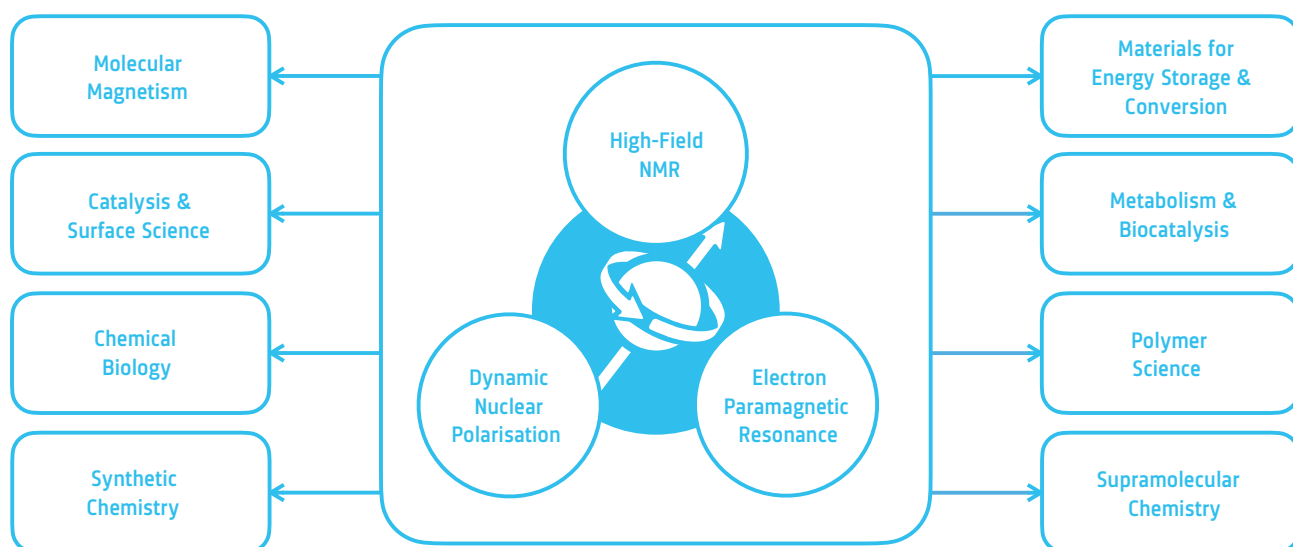 Molecular
Magnetism
Catalysis &
Surface Science
Chemical
Biology
Synthetic
Chemistry
High-Field
NMR
Dynamic
Nuclear
Polarisation
Electron
Paramagnetic
Resonance
Materials for
Energy Storage &
Conversion
Metabolism &
Biocatalysis
Polymer
Science
Supramolecular
Chemistry